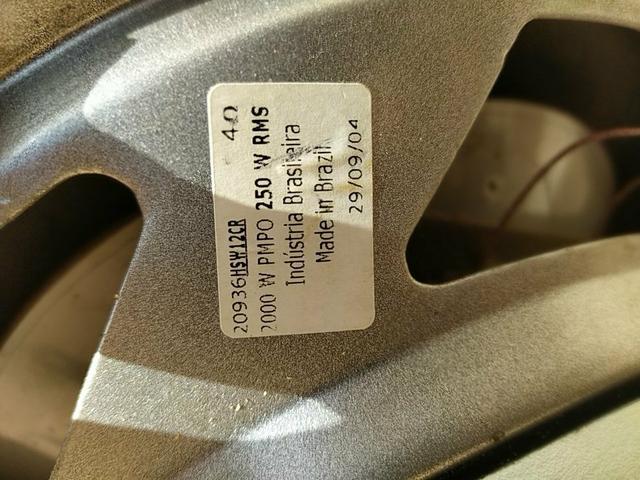 20936HSW12CR 4Ω
2000 W PMPO 250 W RMS
Indústria Brasileira
Made in Brazil
29/09/04